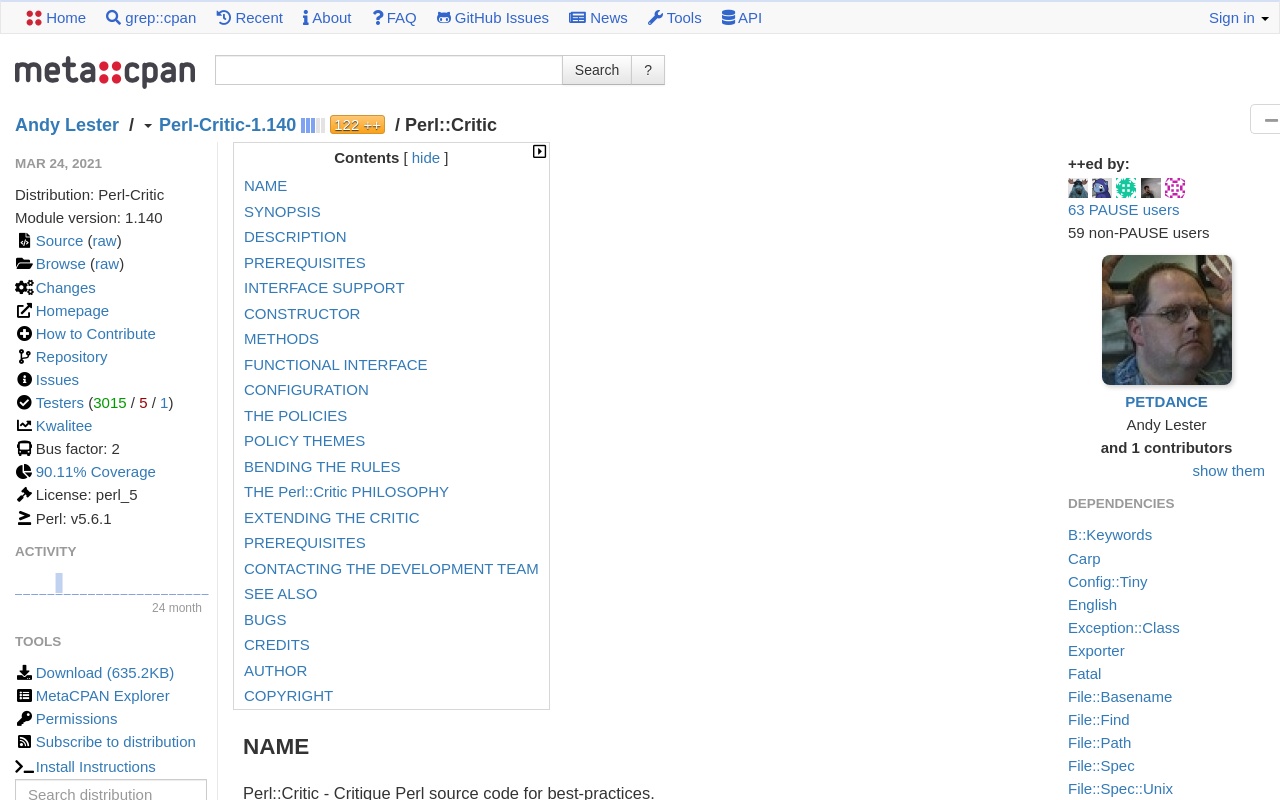 Home grep::cpan Recent About FAQ GitHub Issues News Tools API Sign in
meta::cpan Search ?
Andy Lester / Perl-Critic-1.140 122 ++ / Perl::Critic
MAR 24, 2021
Distribution: Perl-Critic
Module version: 1.140
Source (raw)
Browse (raw)
Changes
Homepage
How to Contribute
Repository
Issues
Testers (3015 / 5 / 1)
Kwalitee
Bus factor: 2
90.11% Coverage
License: perl_5
Perl: v5.6.1
ACTIVITY
24 month
TOOLS
Download (635.2KB)
MetaCPAN Explorer
Permissions
Subscribe to distribution
Install Instructions
Search distribution
Contents [ hide ]
NAME
SYNOPSIS
DESCRIPTION
PREREQUISITES
INTERFACE SUPPORT
CONSTRUCTOR
METHODS
FUNCTIONAL INTERFACE
CONFIGURATION
THE POLICIES
POLICY THEMES
BENDING THE RULES
THE Perl::Critic PHILOSOPHY
EXTENDING THE CRITIC
PREREQUISITES
CONTACTING THE DEVELOPMENT TEAM
SEE ALSO
BUGS
CREDITS
AUTHOR
COPYRIGHT
NAME
Perl::Critic - Critique Perl source code for best-practices.
++ed by:
63 PAUSE users
59 non-PAUSE users
PETDANCE
Andy Lester
and 1 contributors
show them
DEPENDENCIES
B::Keywords
Carp
Config::Tiny
English
Exception::Class
Exporter
Fatal
File::Basename
File::Find
File::Path
File::Spec
File::Spec::Unix